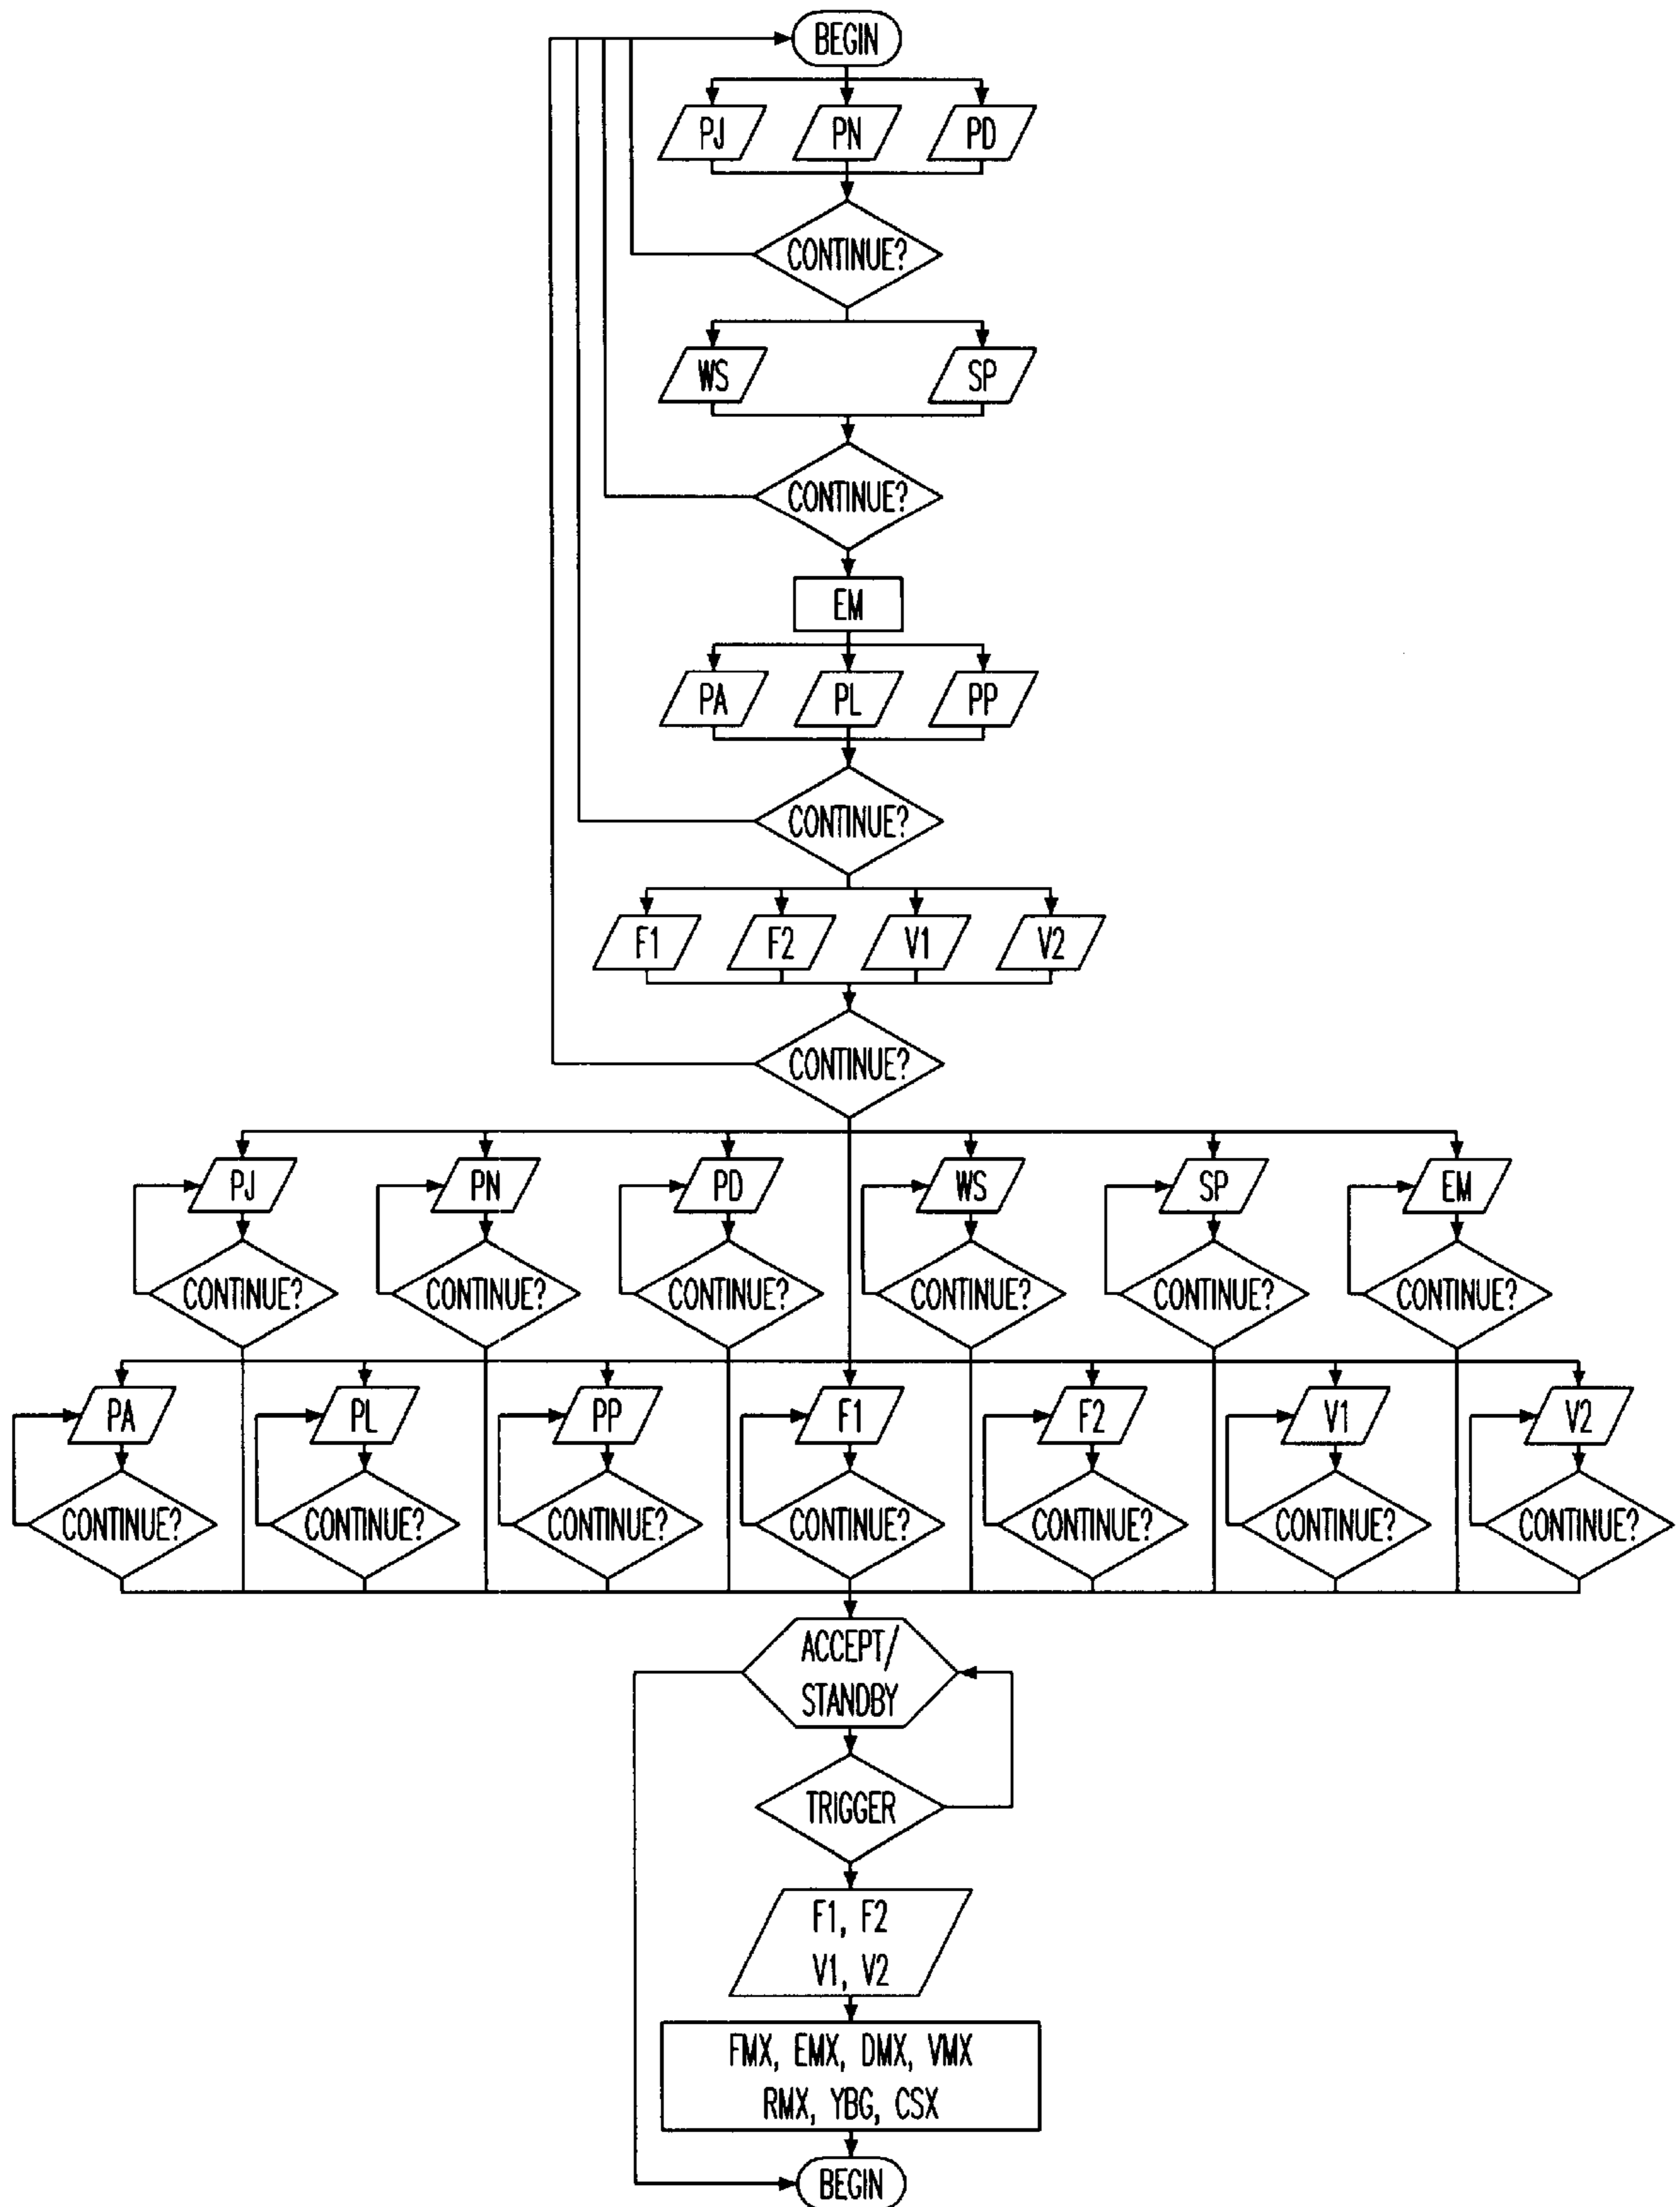 BEGIN
PJ PN PD
CONTINUE?
WS SP
CONTINUE?
EM
PA PL PP
CONTINUE?
F1 F2 V1 V2
CONTINUE?
PJ PN PD WS SP EM
CONTINUE? CONTINUE? CONTINUE? CONTINUE? CONTINUE? CONTINUE?
PA PL PP F1 F2 V1 V2
CONTINUE? CONTINUE? CONTINUE? CONTINUE? CONTINUE? CONTINUE? CONTINUE?
ACCEPT/
STANDBY
TRIGGER
F1, F2
V1, V2
FMX, EMX, DMX, VMX
RMX, YBG, CSX
BEGIN